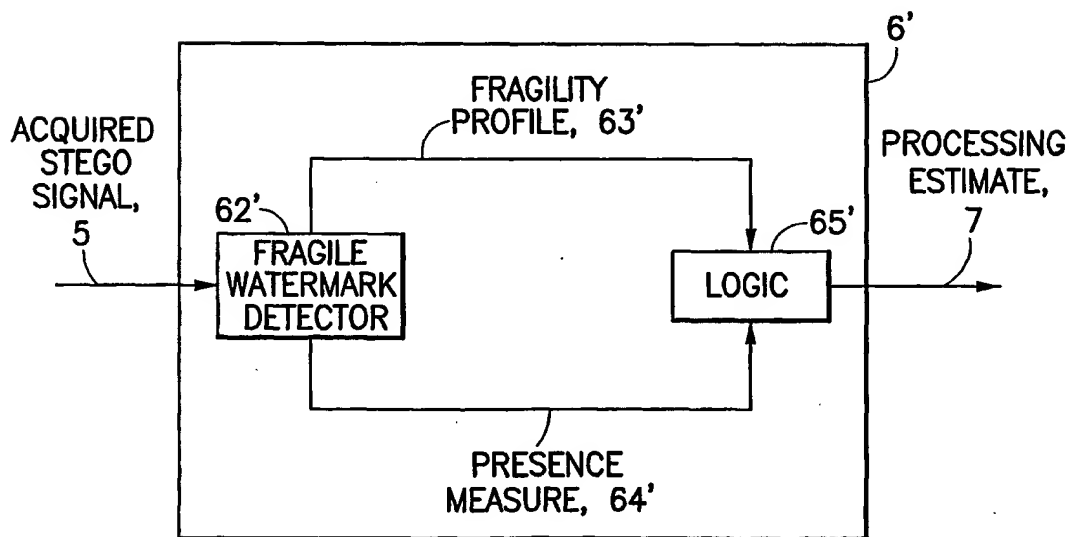 6'
FRAGILITY
PROFILE, 63'
ACQUIRED
STEGO
SIGNAL,
5
PROCESSING
ESTIMATE,
7
62'
FRAGILE
WATERMARK
DETECTOR
65'
LOGIC
PRESENCE
MEASURE, 64'